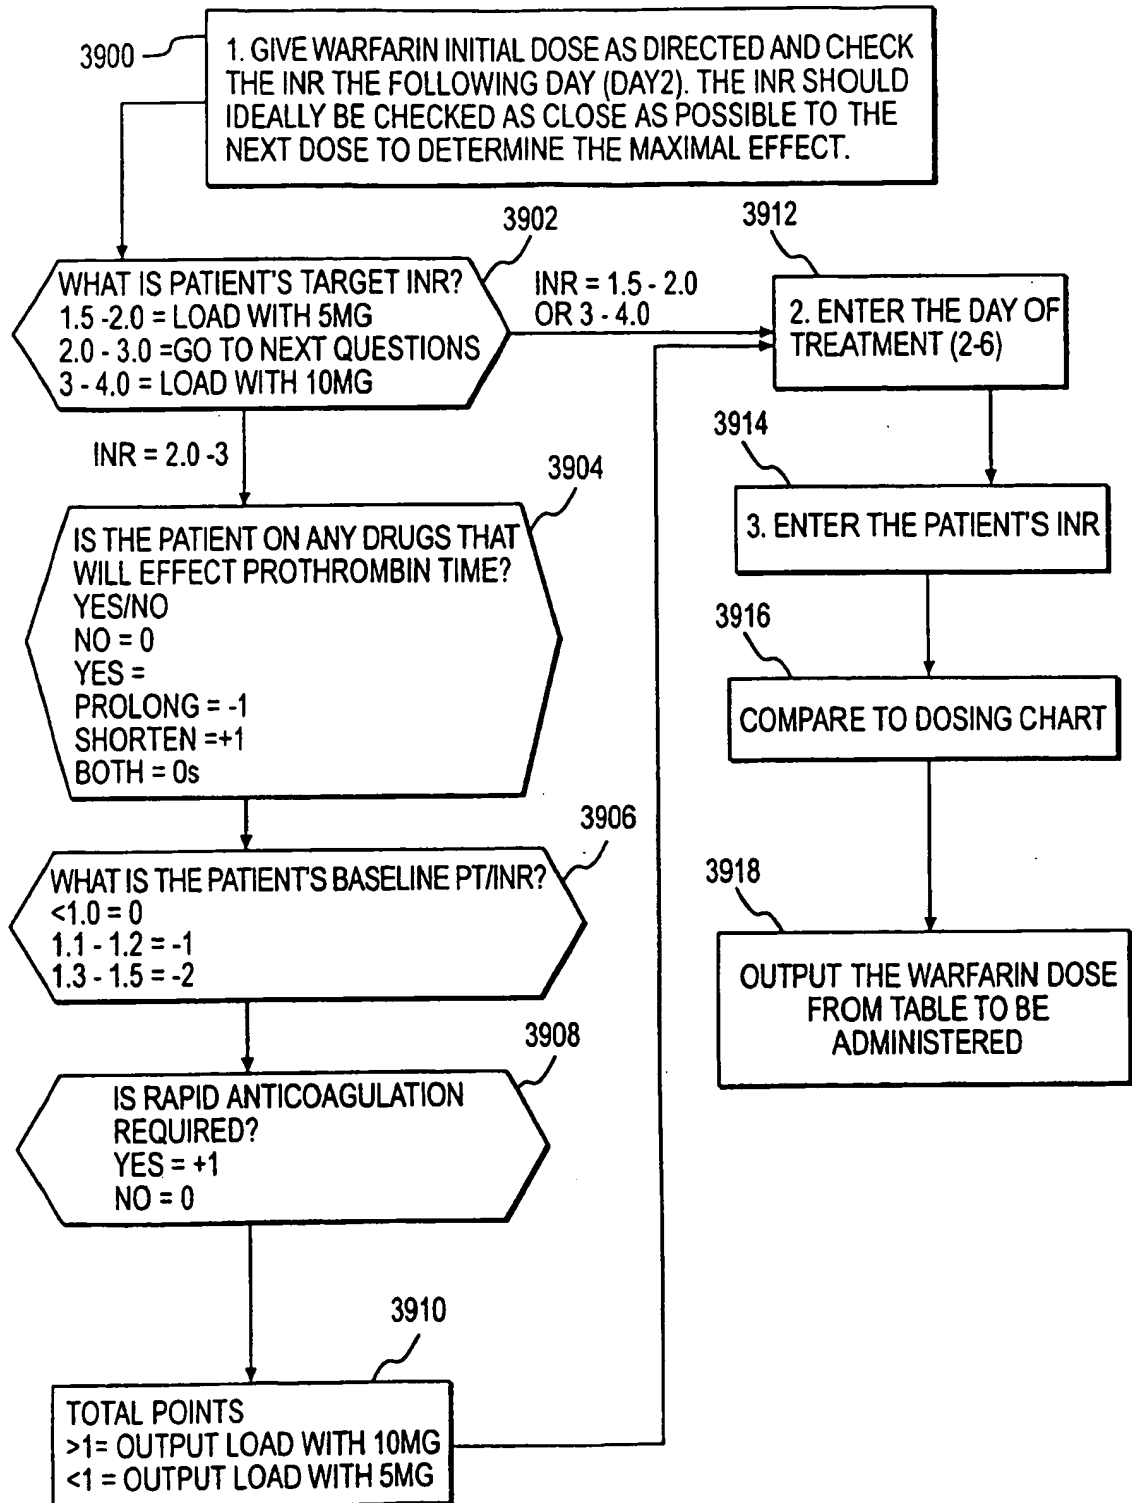 3900
1. GIVE WARFARIN INITIAL DOSE AS DIRECTED AND CHECK
THE INR THE FOLLOWING DAY (DAY2). THE INR SHOULD
IDEALLY BE CHECKED AS CLOSE AS POSSIBLE TO THE
NEXT DOSE TO DETERMINE THE MAXIMAL EFFECT.
3902
WHAT IS PATIENT'S TARGET INR?
1.5 -2.0 = LOAD WITH 5MG
2.0 - 3.0 =GO TO NEXT QUESTIONS
3 - 4.0 = LOAD WITH 10MG
INR = 1.5 - 2.0
OR 3 - 4.0
INR = 2.0 -3
3904
IS THE PATIENT ON ANY DRUGS THAT
WILL EFFECT PROTHROMBIN TIME?
YES/NO
NO = 0
YES =
PROLONG = -1
SHORTEN =+1
BOTH = 0s
3906
WHAT IS THE PATIENT'S BASELINE PT/INR?
<1.0 = 0
1.1 - 1.2 = -1
1.3 - 1.5 = -2
3908
IS RAPID ANTICOAGULATION
REQUIRED?
YES = +1
NO = 0
3910
TOTAL POINTS
>1= OUTPUT LOAD WITH 10MG
<1 = OUTPUT LOAD WITH 5MG
3912
2. ENTER THE DAY OF
TREATMENT (2-6)
3914
3. ENTER THE PATIENT'S INR
3916
COMPARE TO DOSING CHART
3918
OUTPUT THE WARFARIN DOSE
FROM TABLE TO BE
ADMINISTERED